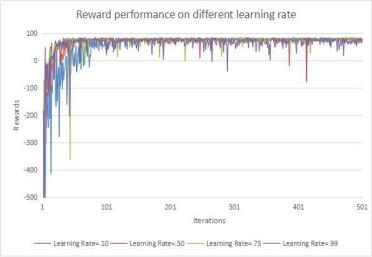 Reward performance on different learning rate
100
0
-100
-200
-300
-400
-500
Rewards
1 101 201 301 401 501
Iterations
Learning Rate=.10 Learning Rate=.50 Learning Rate=.75 Learning Rate=.99